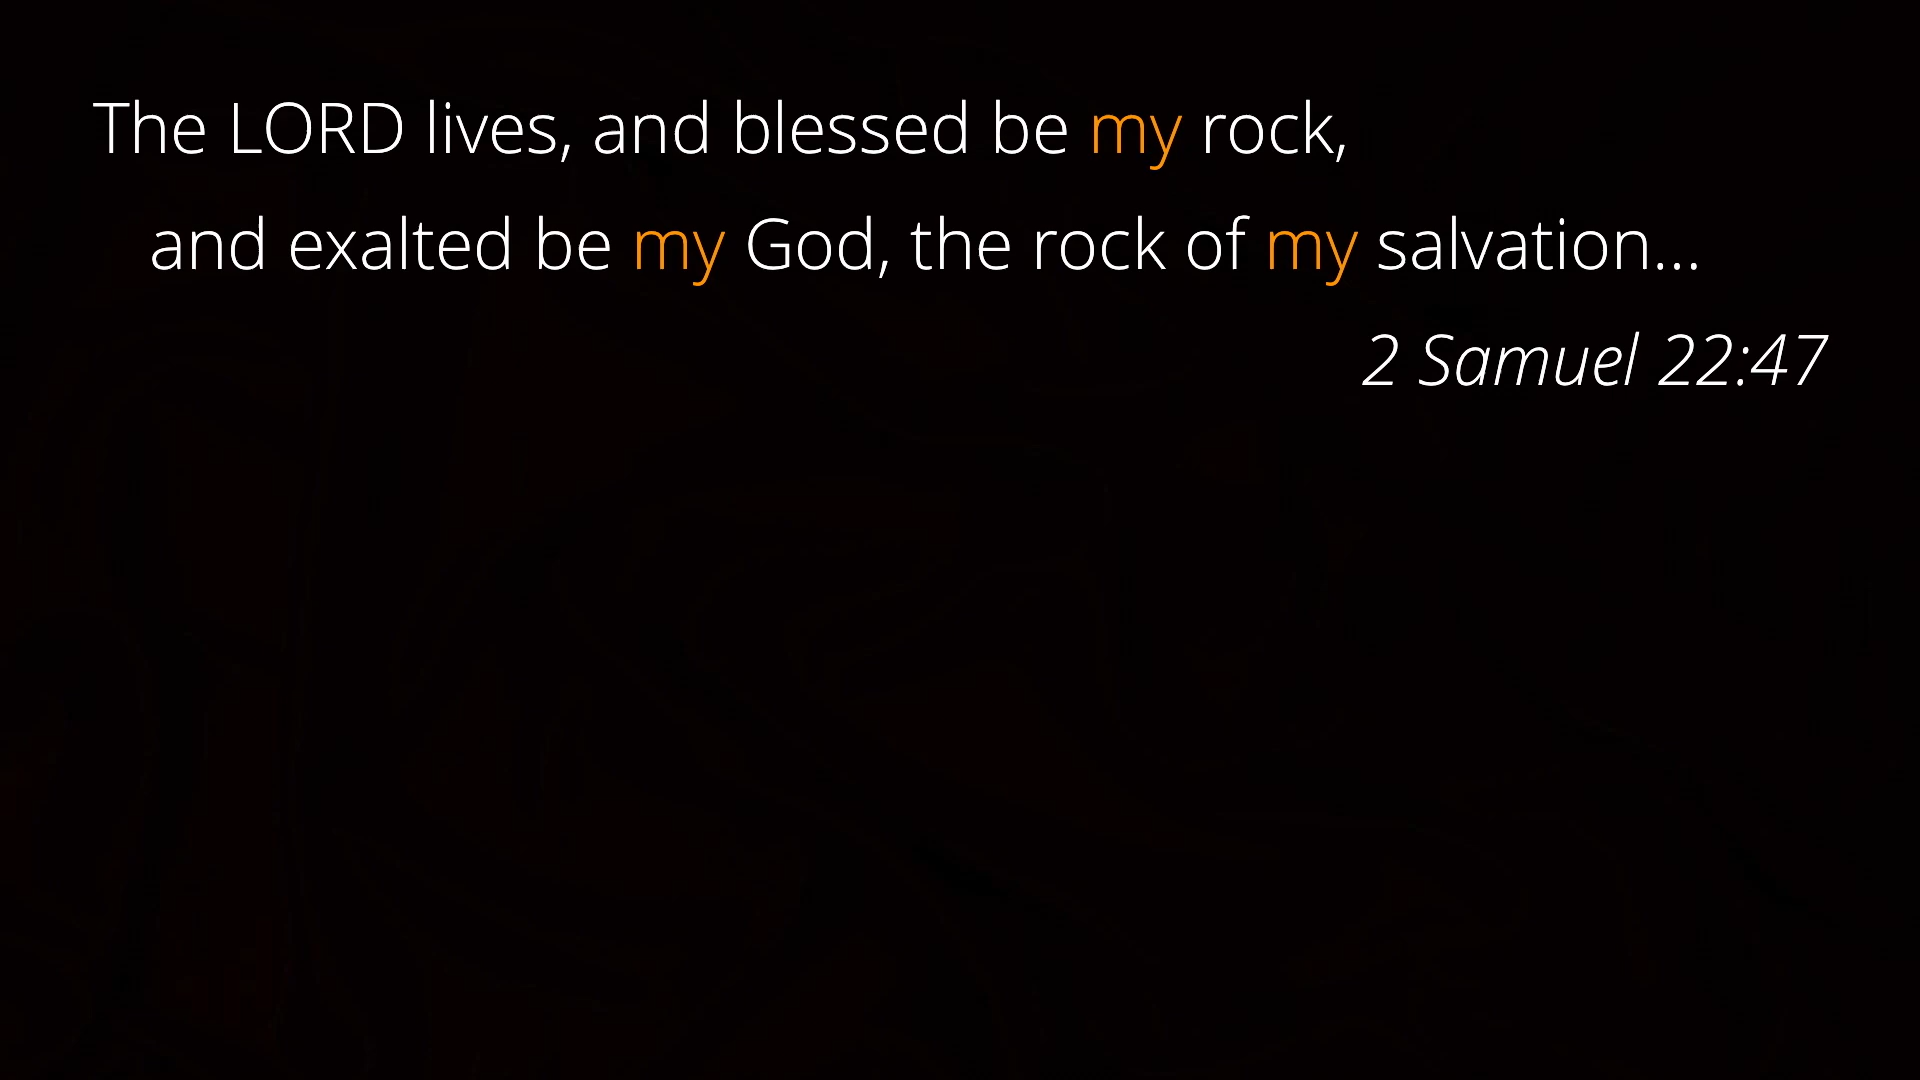 The LORD lives, and blessed be my rock,
and exalted be my God, the rock of my salvation...
2 Samuel 22:47